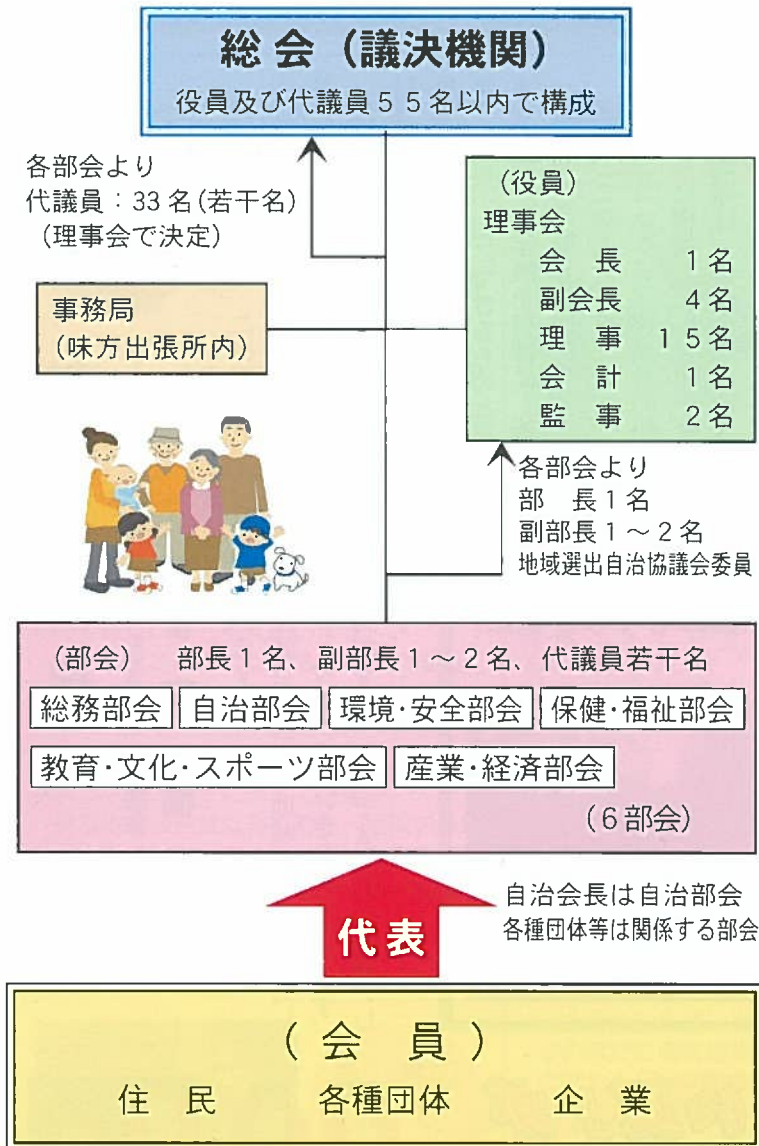 総会（議決機関）
役員及び代議員５５名以内で構成
各部会より
代議員：33名(若干名)
（理事会で決定）
（役員）
理事会
会　長　１名
副会長　４名
理　事　１５名
会　計　１名
監　事　２名
事務局
（味方出張所内）
各部会より
部　長１名
副部長１～２名
地域選出自治協議会委員
（部会）　部長１名、副部長１～２名、代議員若干名
総務部会　自治部会　環境・安全部会　保健・福祉部会
教育・文化・スポーツ部会　産業・経済部会
（６部会）
自治会長は自治部会
各種団体等は関係する部会
代表
（会　員）
住　民　各種団体　企　業